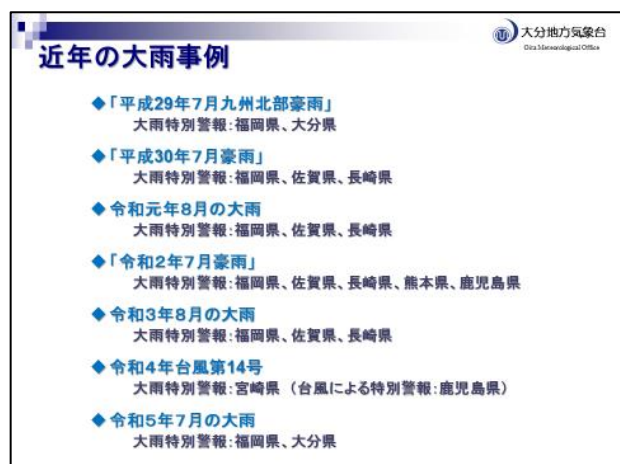 大分地方気象台
Oita Meteorological Office
近年の大雨事例
◆「平成29年7月九州北部豪雨」
大雨特別警報:福岡県、大分県
◆「平成30年7月豪雨」
大雨特別警報:福岡県、佐賀県、長崎県
◆令和元年8月の大雨
大雨特別警報:福岡県、佐賀県、長崎県
◆「令和2年7月豪雨」
大雨特別警報:福岡県、佐賀県、長崎県、熊本県、鹿児島県
◆令和3年8月の大雨
大雨特別警報:福岡県、佐賀県、長崎県
◆令和4年台風第14号
大雨特別警報:宮崎県 (台風による特別警報:鹿児島県)
◆令和5年7月の大雨
大雨特別警報:福岡県、大分県